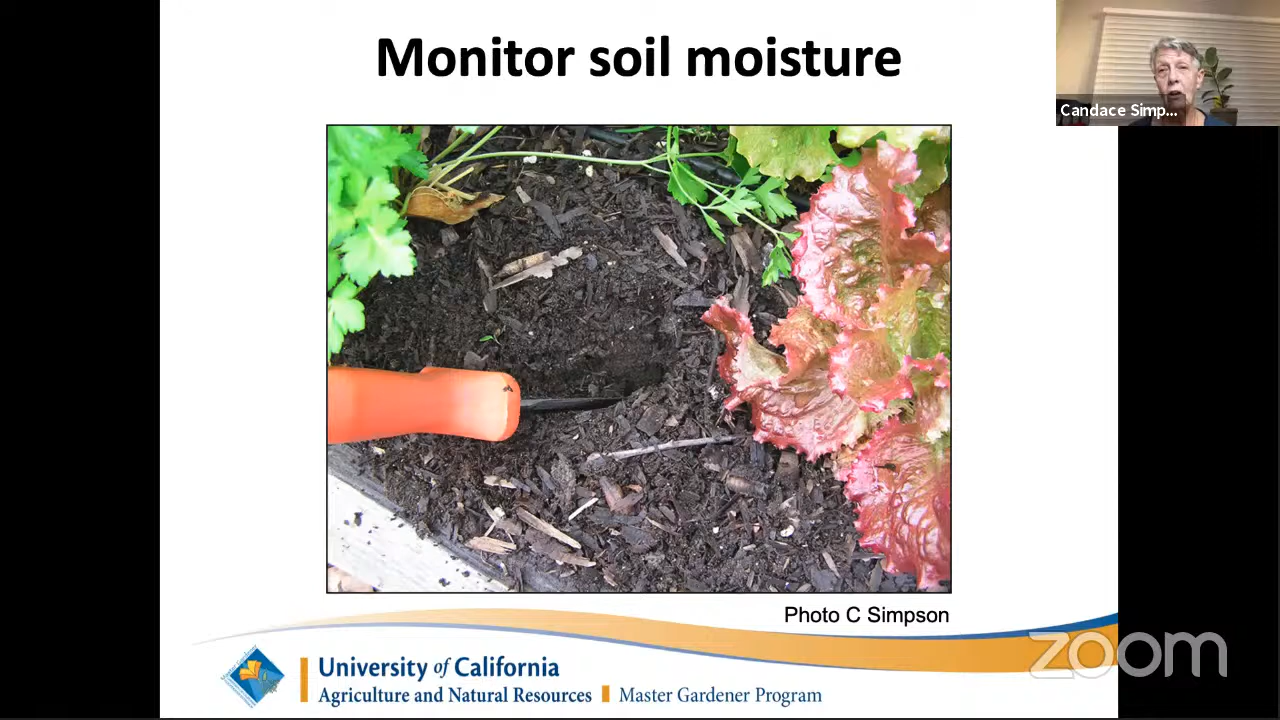 Monitor soil moisture
Candace Simp...
Photo C Simpson
University of California
Agriculture and Natural Resources
Master Gardener Program
zoom